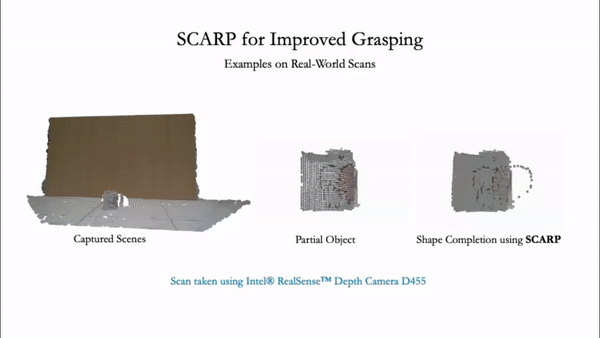 SCARP for Improved Grasping
Examples on Real-World Scans
Captured Scenes
Partial Object
Shape Completion using SCARP
Scan taken using Intel® RealSense™ Depth Camera D455